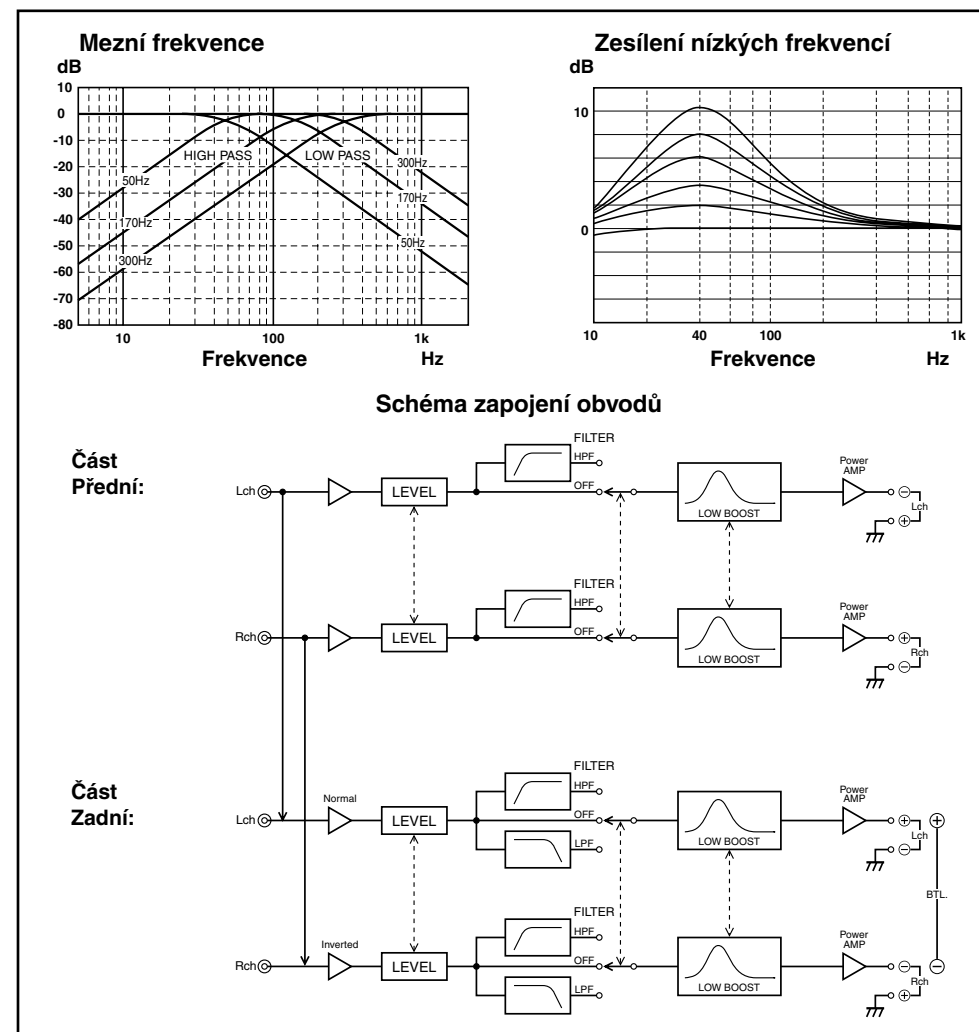 Mezní frekvence
dB
10
0
-10
-20
-30
-40
-50
-60
-70
-80
HIGH PASS
LOW PASS
50Hz
170Hz
300Hz
300Hz
170Hz
50Hz
10
100
1k
Frekvence
Hz
Zesílení nízkých frekvencí
dB
10
0
10
40
100
1k
Frekvence
Hz
Schéma zapojení obvodů
Část
Přední:
Lch
LEVEL
FILTER
HPF
OFF
LOW BOOST
Power
AMP
−
Lch
+
Rch
LEVEL
FILTER
HPF
OFF
LOW BOOST
Power
AMP
+
Rch
−
Část
Zadní:
Lch
Normal
LEVEL
FILTER
HPF
OFF
LPF
LOW BOOST
Power
AMP
+
Lch
−
+
BTL.
−
Rch
Inverted
LEVEL
FILTER
HPF
OFF
LPF
LOW BOOST
Power
AMP
−
Rch
+